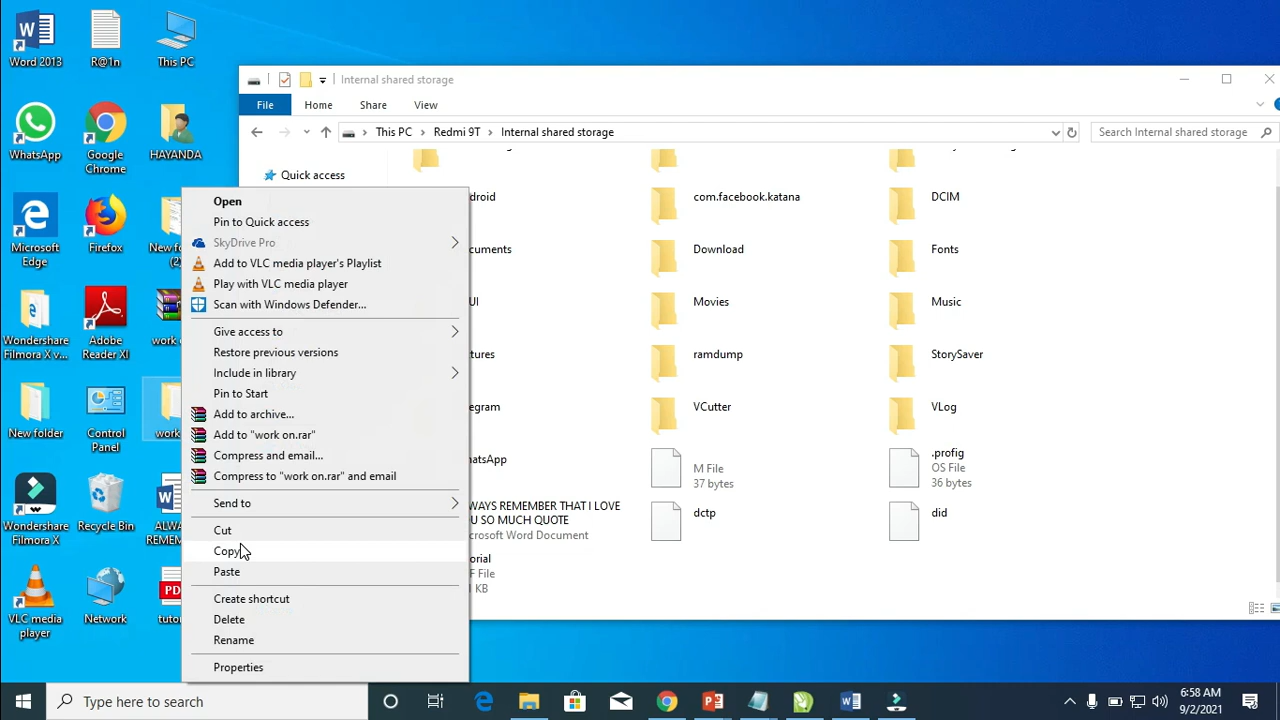 Word 2013
R@1n
This PC
WhatsApp
Google
Chrome
HAYANDA
Microsoft
Edge
Firefox
New fo
(2)
Wondershare
Filmora X v...
Adobe
Reader XI
work o
New folder
Control
Panel
work
Wondershare
Filmora X
Recycle Bin
ALWA
REMEM
VLC media
player
Network
PDF
tutor
Internal shared storage
File
Home
Share
View
This PC
Redmi 9T
Internal shared storage
Search Internal shared storage
Quick access
droid
com.facebook.katana
DCIM
cuments
Download
Fonts
UI
Movies
Music
tures
ramdump
StorySaver
egram
VCutter
VLog
atsApp
M File
37 bytes
.profig
OS File
36 bytes
WAYS REMEMBER THAT I LOVE
U SO MUCH QUOTE
crosoft Word Document
dctp
did
orial
F File
KB
Open
Pin to Quick access
SkyDrive Pro
Add to VLC media player's Playlist
Play with VLC media player
Scan with Windows Defender...
Give access to
Restore previous versions
Include in library
Pin to Start
Add to archive...
Add to "work on.rar"
Compress and email...
Compress to "work on.rar" and email
Send to
Cut
Copy
Paste
Create shortcut
Delete
Rename
Properties
Type here to search
6:58 AM
9/2/2021